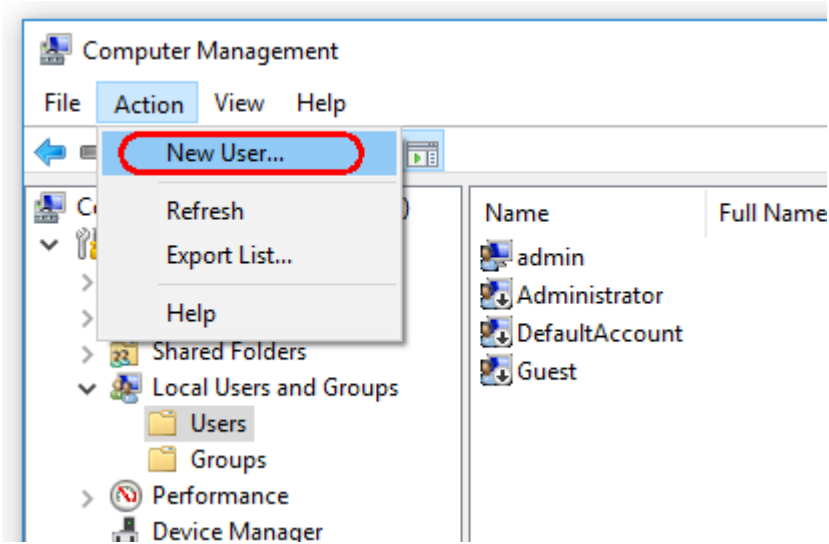 Computer Management
File Action View Help
New User...
Refresh
Export List...
Help
Shared Folders
Local Users and Groups
Users
Groups
Performance
Device Manager
Name Full Name
admin
Administrator
DefaultAccount
Guest